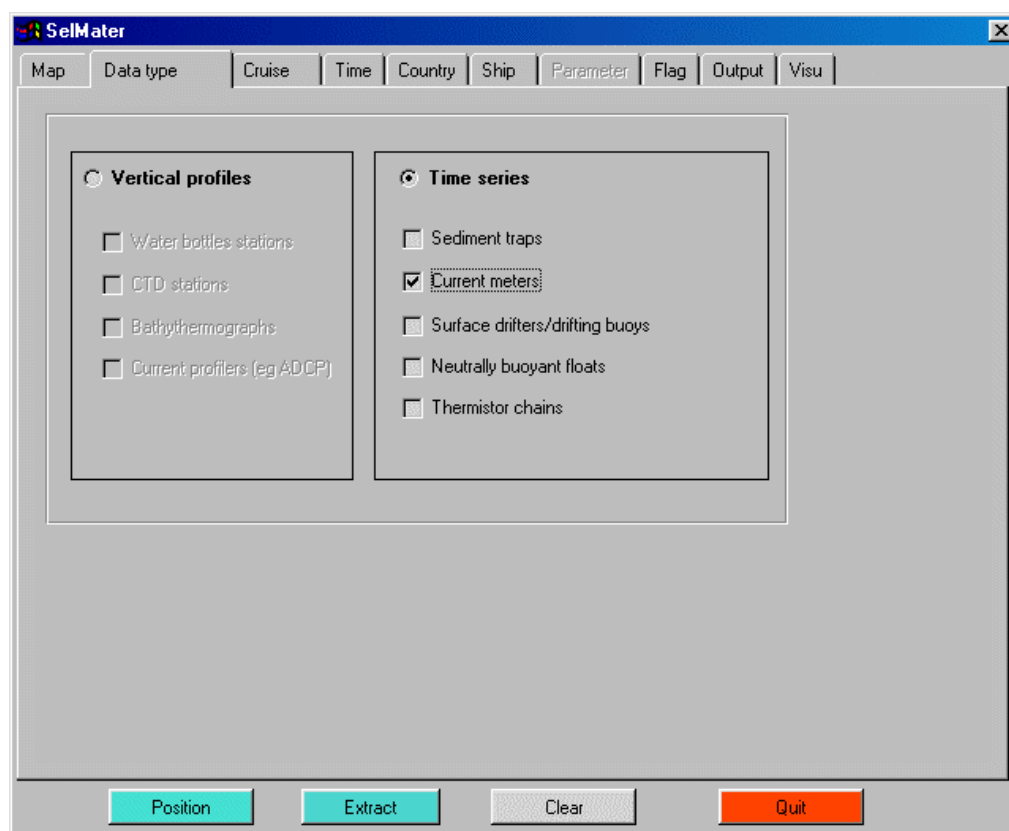 SelMater
Map Data type Cruise Time Country Ship Parameter Flag Output Visu
Vertical profiles
Water bottles stations
CTD stations
Bathythermographs
Current profilers (eg ADCP)
Time series
Sediment traps
Current meters
Surface drifters/drifting buoys
Neutrally buoyant floats
Thermistor chains
Position Extract Clear Quit